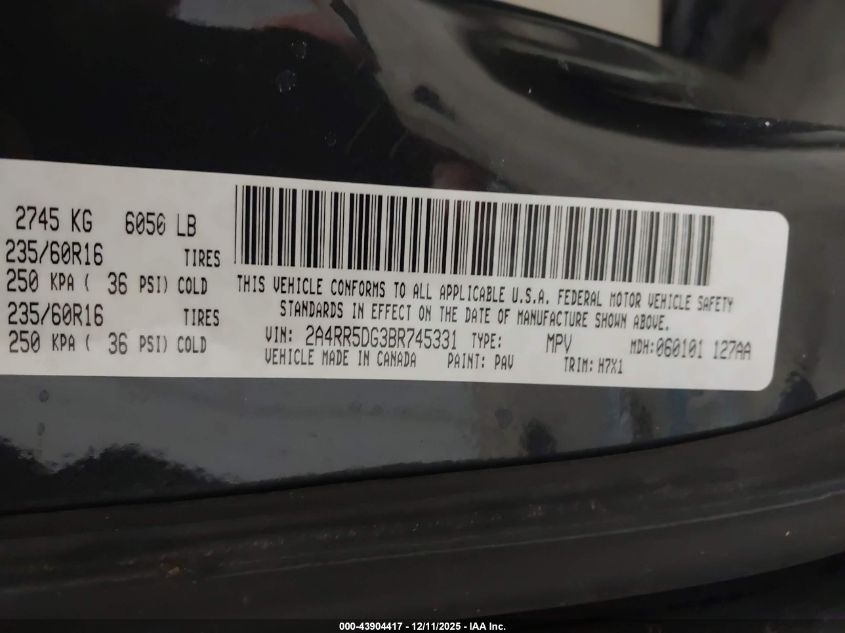 2745 KG 6050 LB
235/60R16 TIRES
250 KPA ( 36 PSI) COLD
235/60R16 TIRES
250 KPA ( 36 PSI) COLD
THIS VEHICLE CONFORMS TO ALL APPLICABLE U.S.A. FEDERAL MOTOR VEHICLE SAFETY
STANDARDS IN EFFECT ON THE DATE OF MANUFACTURE SHOWN ABOVE.
VIN: 2A4RR5DG3BR745331 TYPE: MPV MDH:060101 127AA
VEHICLE MADE IN CANADA PAINT: PAV TRIM: H7X1
000-43904417 - 12/11/2025 - IAA Inc.